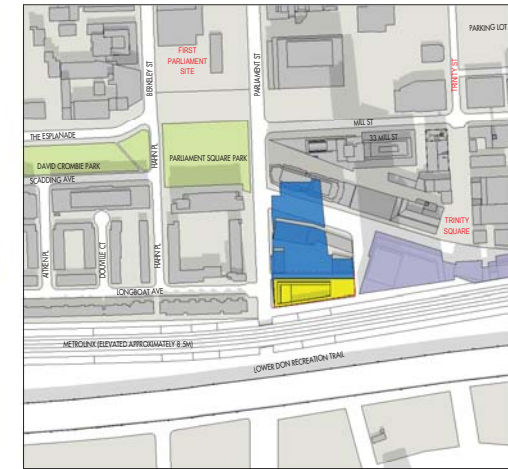 PARKING LOT
FIRST
PARLIAMENT
SITE
BERKELEY ST
PARLIAMENT ST
TRINITY ST
MILL ST
THE ESPLANADE
33 MILL ST
HAHN PL
DAVID CROMBIE PARK
PARLIAMENT SQUARE PARK
SCADDING AVE
TRINITY
SQUARE
AITKEN PL
DOUVILLE CT
HAHN PL
LONGBOAT AVE
METROLINX (ELEVATED APPROXIMATELY 8.5M)
LOWER DON RECREATION TRAIL